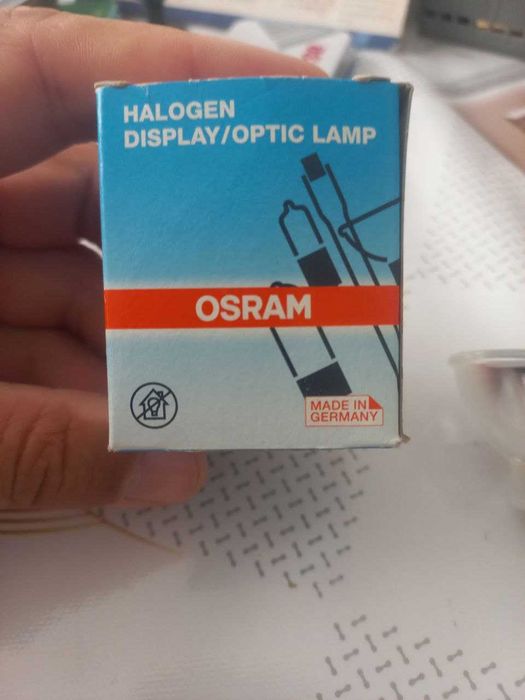 HALOGEN
DISPLAY/OPTIC LAMP
OSRAM
MADE IN
GERMANY